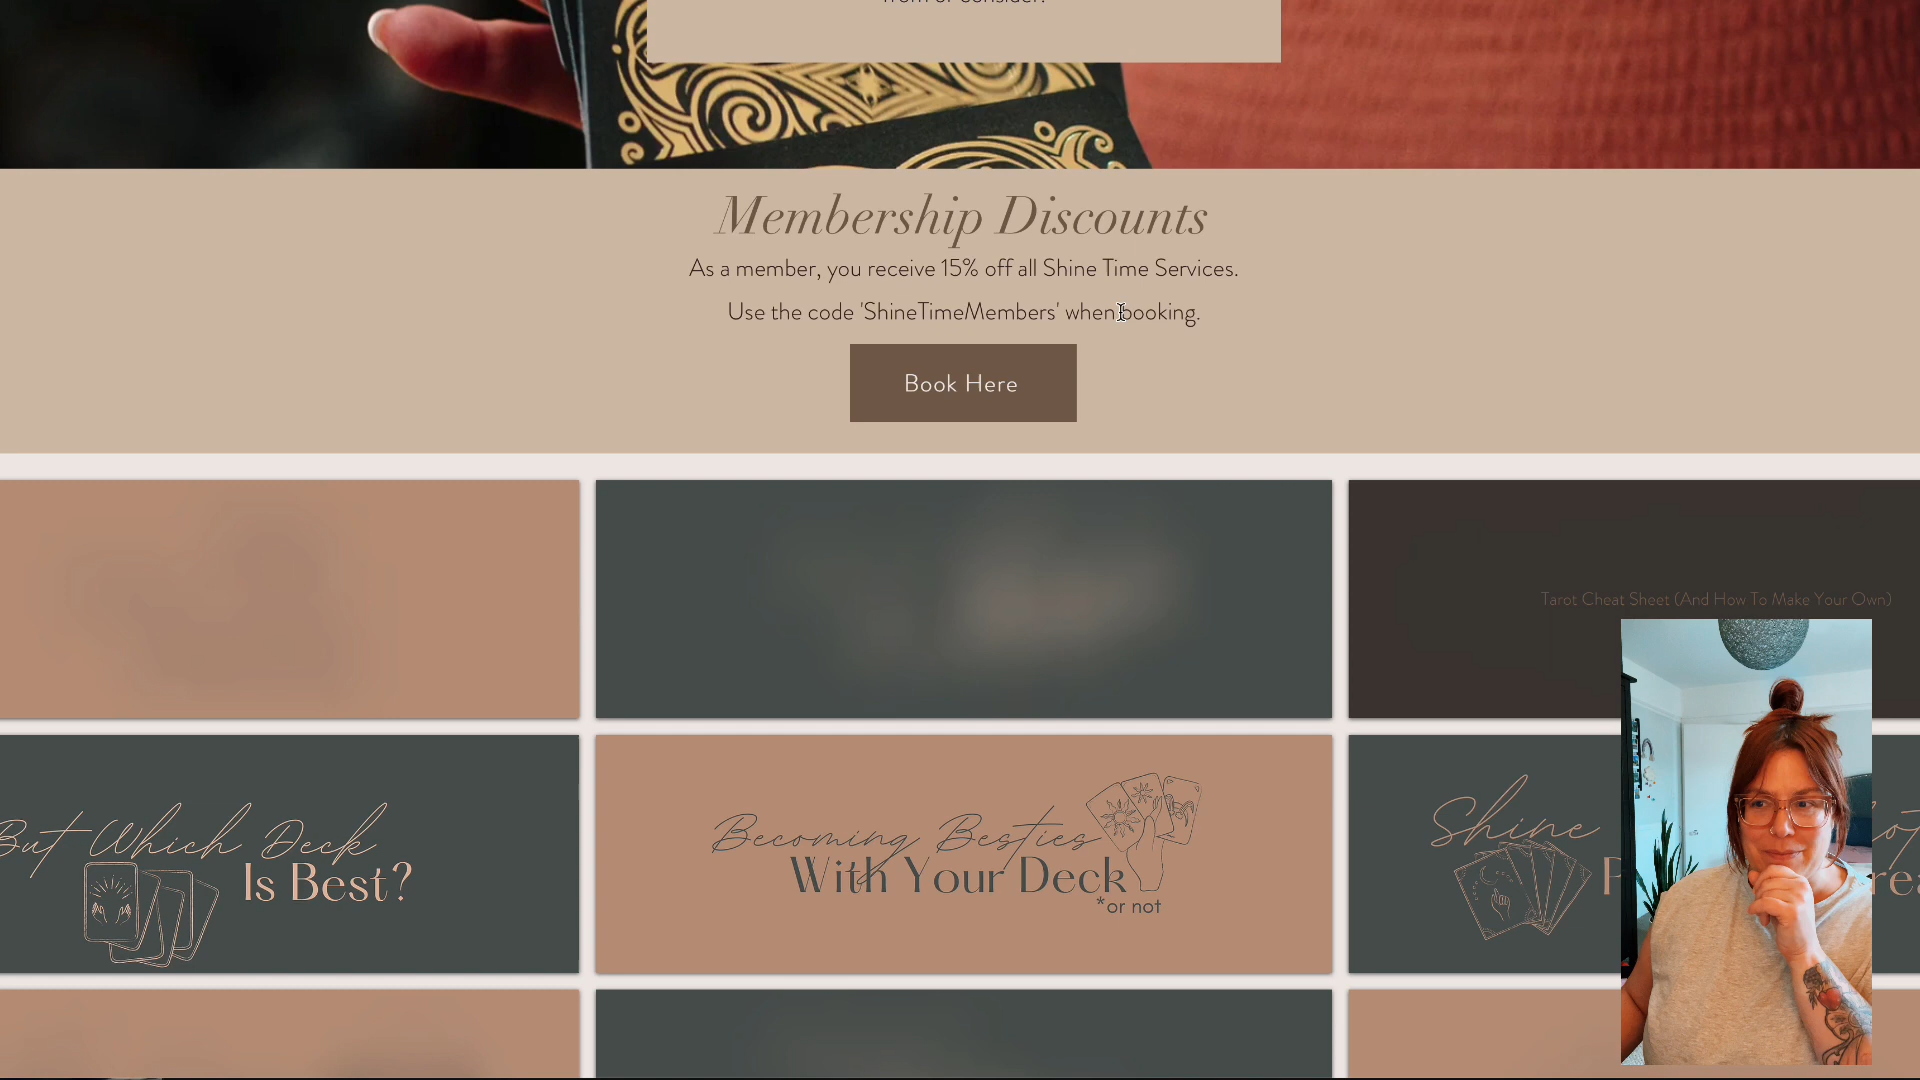 Membership Discounts
As a member, you receive 15% off all Shine Time Services.
Use the code 'ShineTimeMembers' when booking.
Book Here
Tarot Cheat Sheet (And How To Make Your Own)
But Which Deck
Is Best?
Becoming Besties
With Your Deck
*or not
Shine